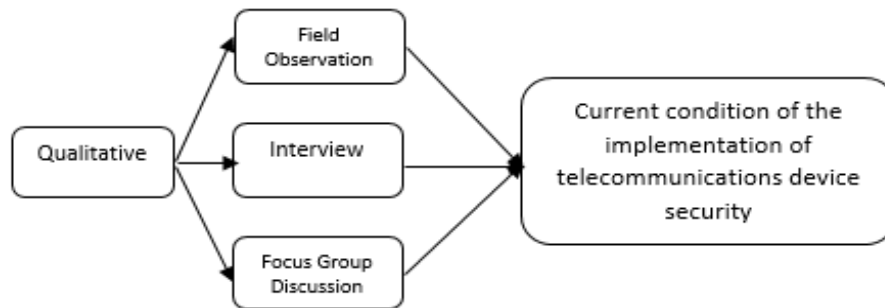 Field
Observation
Qualitative
Interview
Focus Group
Discussion
Current condition of the
implementation of
telecommunications device
security